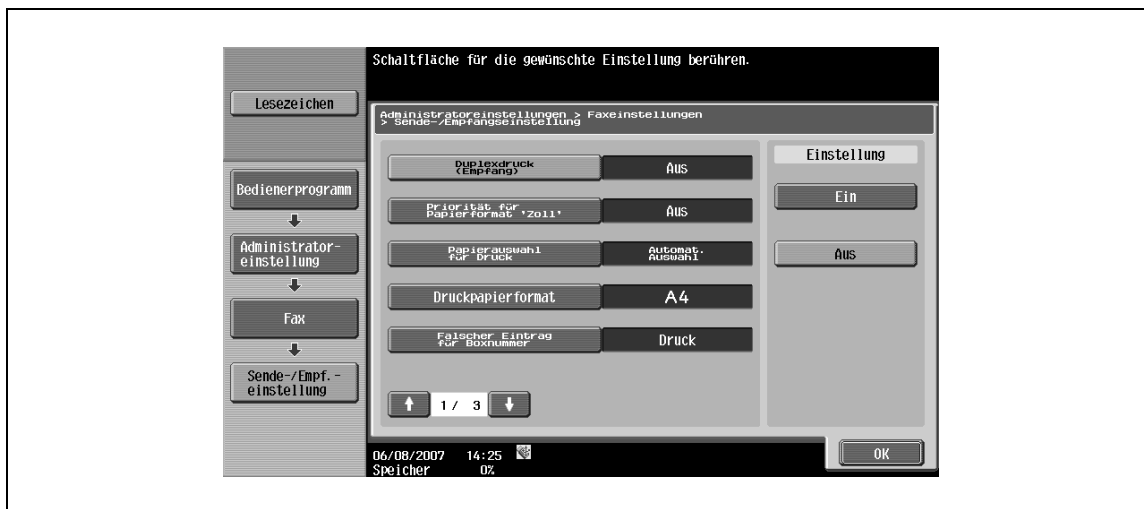 Schaltfläche für die gewünschte Einstellung berühren.
Lesezeichen
Administratoreinstellungen > Faxeinstellungen
> Sende-/Empfangseinstellung
Bedienerprogramm
Administrator-
einstellung
Fax
Sende-/Empf.-
einstellung
Duplexdruck
(Empfang)
Aus
Priorität für
Papierformat 'Zoll'
Aus
Papierauswahl
für Druck
Automat.
Auswahl
Druckpapierformat
A4
Falscher Eintrag
für Boxnummer
Druck
1/ 3
Einstellung
Ein
Aus
06/08/2007 14:25
Speicher 0%
OK